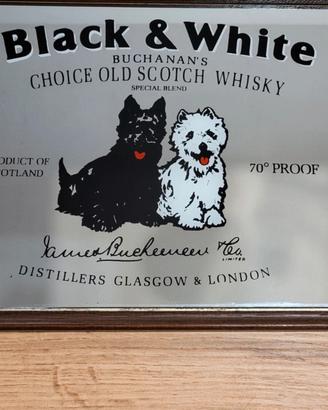 Black & White
BUCHANAN'S
CHOICE OLD SCOTCH WHISKY
SPECIAL BLEND
ODUCT OF
OTLAND
70° PROOF
James Buchanan & Co.
LIMITED
DISTILLERS GLASGOW & LONDON